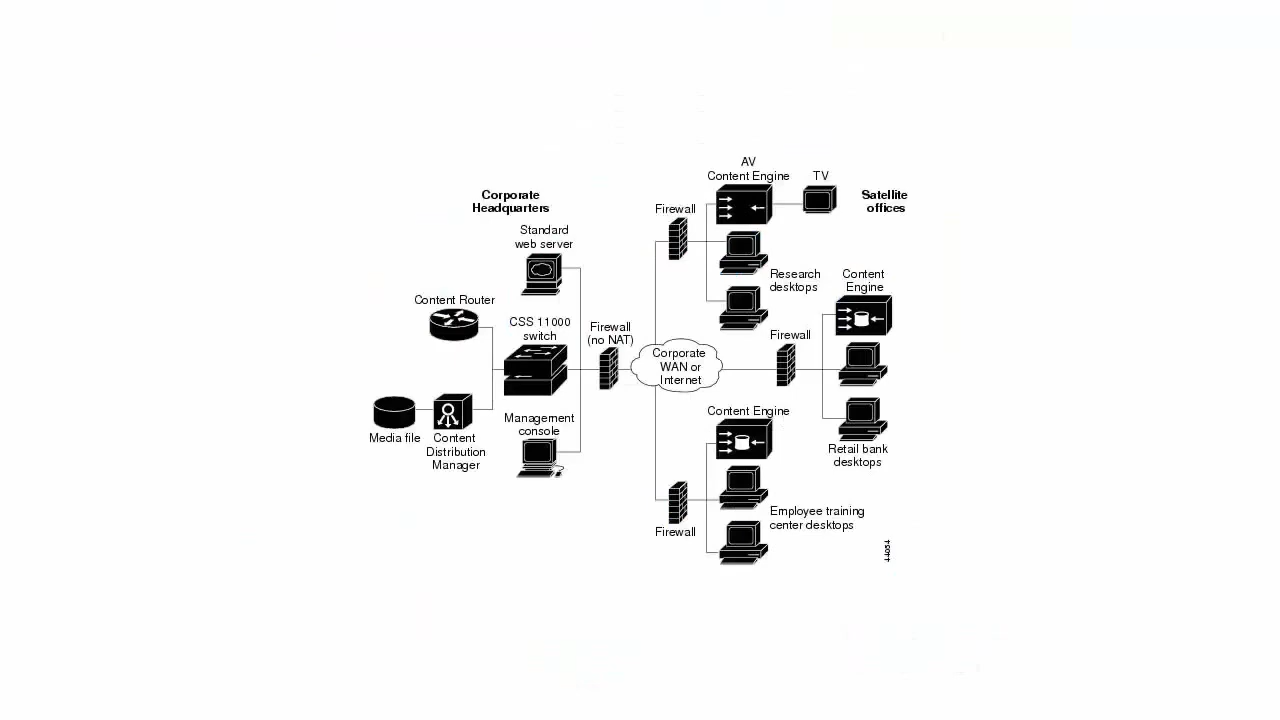 Corporate
Headquarters
Standard
web server
Content Router
CSS 11000
switch
Firewall
(no NAT)
Media file
Content
Distribution
Manager
Management
console
Corporate
WAN or
Internet
AV
Content Engine
TV
Satellite
offices
Firewall
Research
desktops
Content
Engine
Firewall
Retail bank
desktops
Content Engine
Firewall
Employee training
center desktops
44054